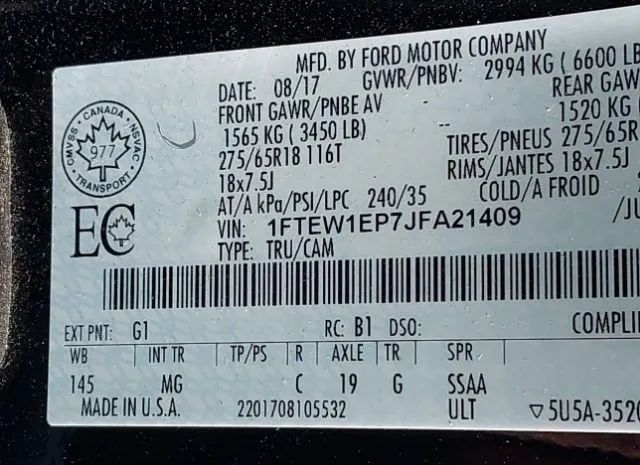 MFD. BY FORD MOTOR COMPANY
DATE: 08/17 GVWR/PNBV: 2994 KG ( 6600 LB
FRONT GAWR/PNBE AV REAR GAW
1565 KG ( 3450 LB) 1520 KG
275/65R18 116T TIRES/PNEUS 275/65R
18x7.5J RIMS/JANTES 18x7.5J
AT/A kPa/PSI/LPC 240/35 COLD/A FROID
VIN: 1FTEW1EP7JFA21409 /JU
TYPE: TRU/CAM
CANADA
CMVSS NSVAC
977
TRANSPORT
EC
EXT PNT: G1 RC: B1 DSO: COMPLI
WB INT TR TP/PS R AXLE TR SPR
145 MG C 19 G SSAA
MADE IN U.S.A. 2201708105532 ULT ▽5U5A-3520